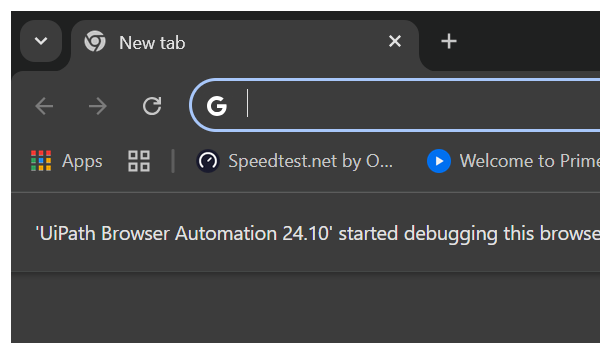 New tab
Apps Speedtest.net by O... Welcome to Prime
'UiPath Browser Automation 24.10' started debugging this browse